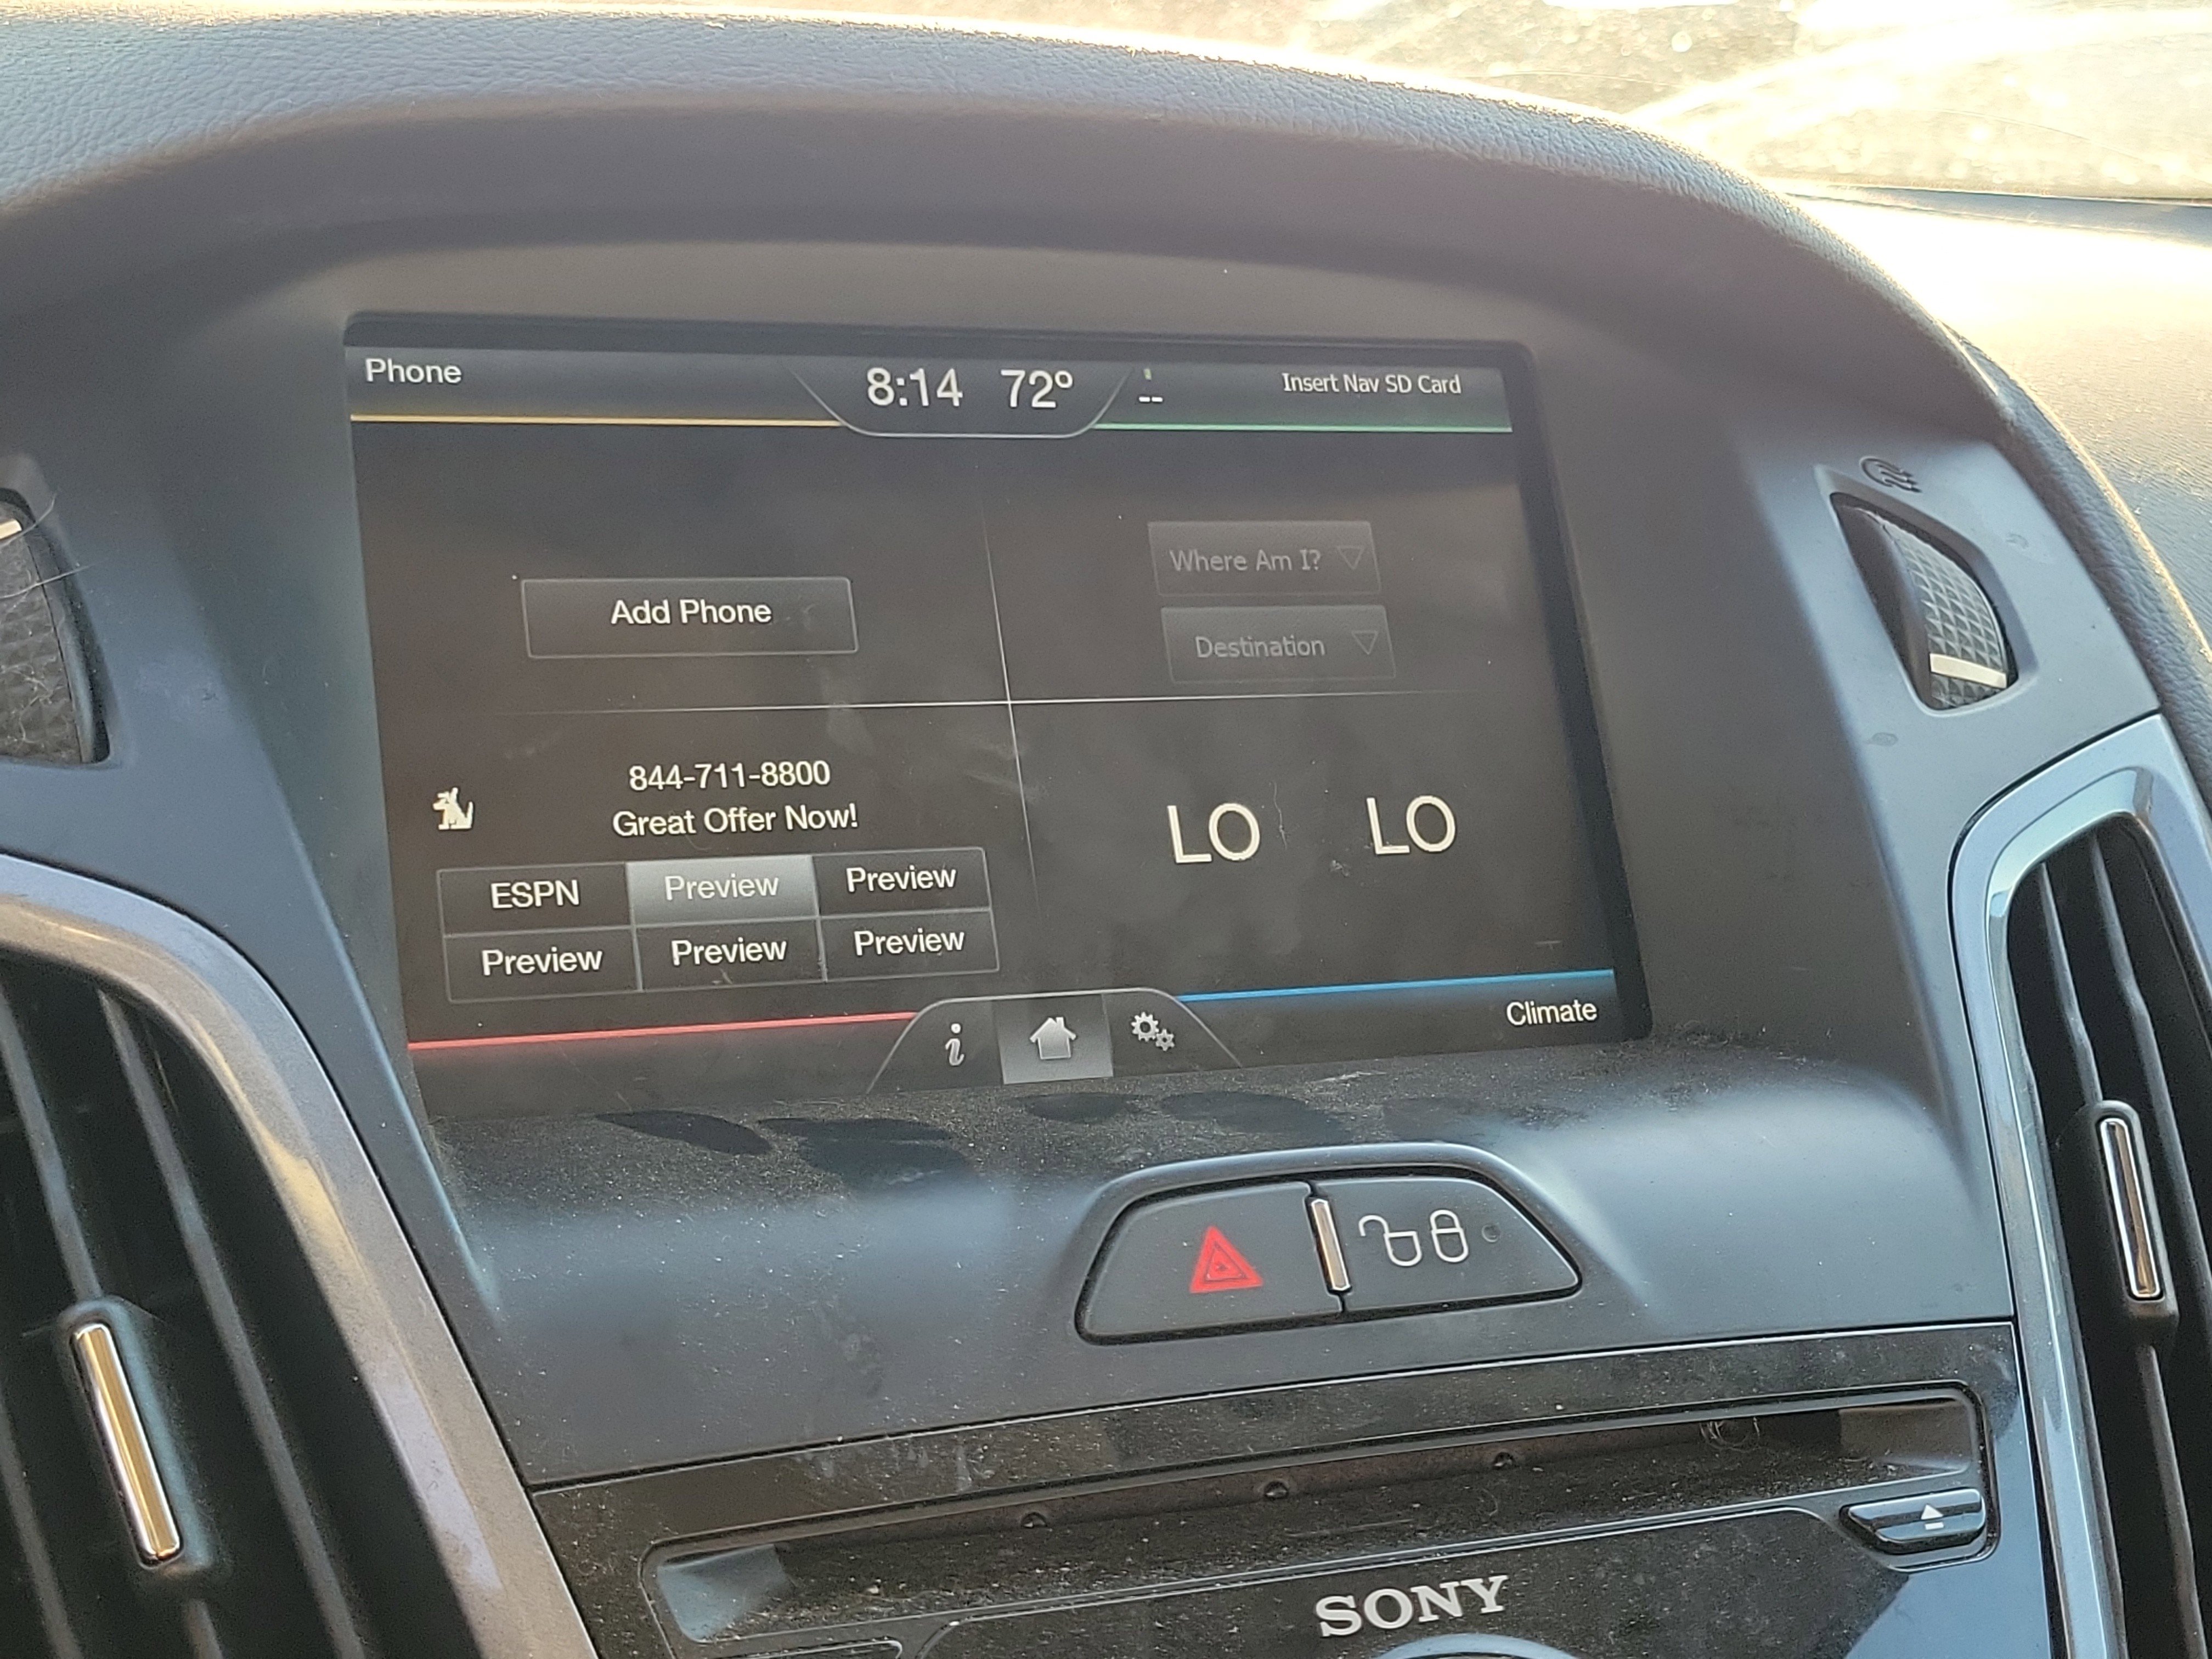 Phone
8:14 72° --
Insert Nav SD Card
Add Phone
Where Am I?
Destination
844-711-8800
Great Offer Now!
ESPN Preview Preview
Preview Preview Preview
LO LO
i
Climate
SONY